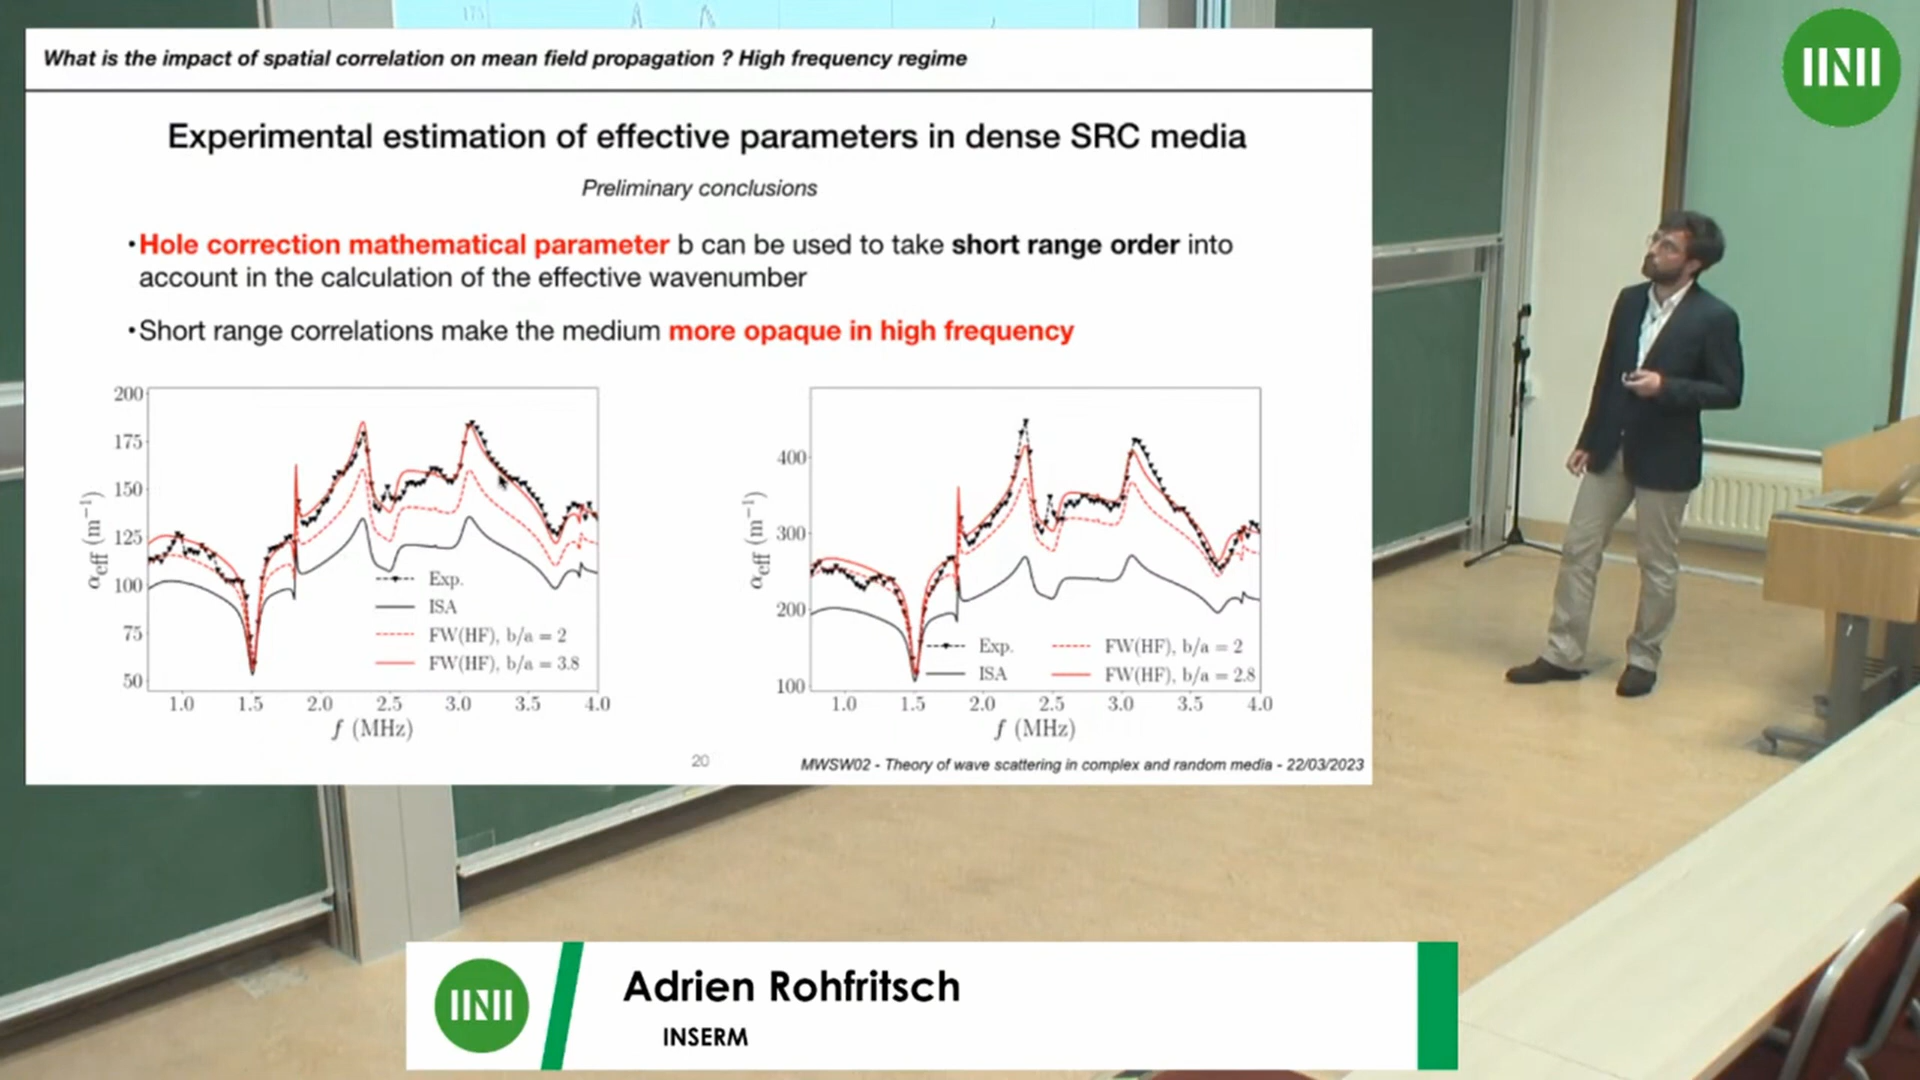 What is the impact of spatial correlation on mean field propagation ? High frequency regime
Experimental estimation of effective parameters in dense SRC media
Preliminary conclusions
•Hole correction mathematical parameter b can be used to take short range order into
account in the calculation of the effective wavenumber
•Short range correlations make the medium more opaque in high frequency
200
175
150
125
100
75
50
αeff (m⁻¹)
Exp.
ISA
FW(HF), b/a = 2
FW(HF), b/a = 3.8
1.0 1.5 2.0 2.5 3.0 3.5 4.0
f (MHz)
400
300
200
100
αeff (m⁻¹)
Exp. FW(HF), b/a = 2
ISA FW(HF), b/a = 2.8
1.0 1.5 2.0 2.5 3.0 3.5 4.0
f (MHz)
20
MWSW02 - Theory of wave scattering in complex and random media - 22/03/2023
175
Adrien Rohfritsch
INSERM